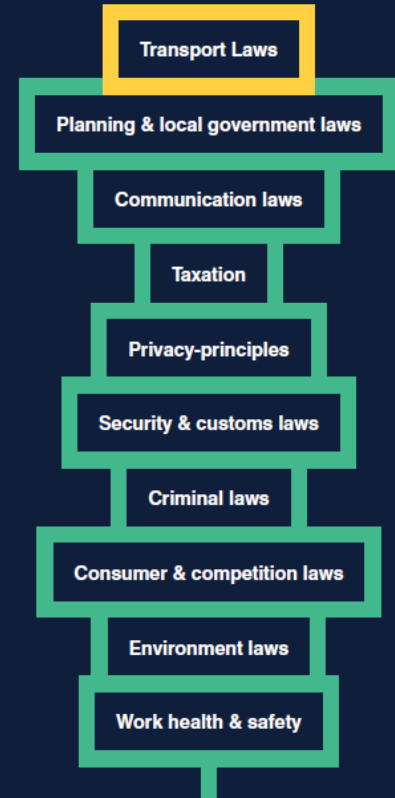 Transport Laws
Planning & local government laws
Communication laws
Taxation
Privacy-principles
Security & customs laws
Criminal laws
Consumer & competition laws
Environment laws
Work health & safety